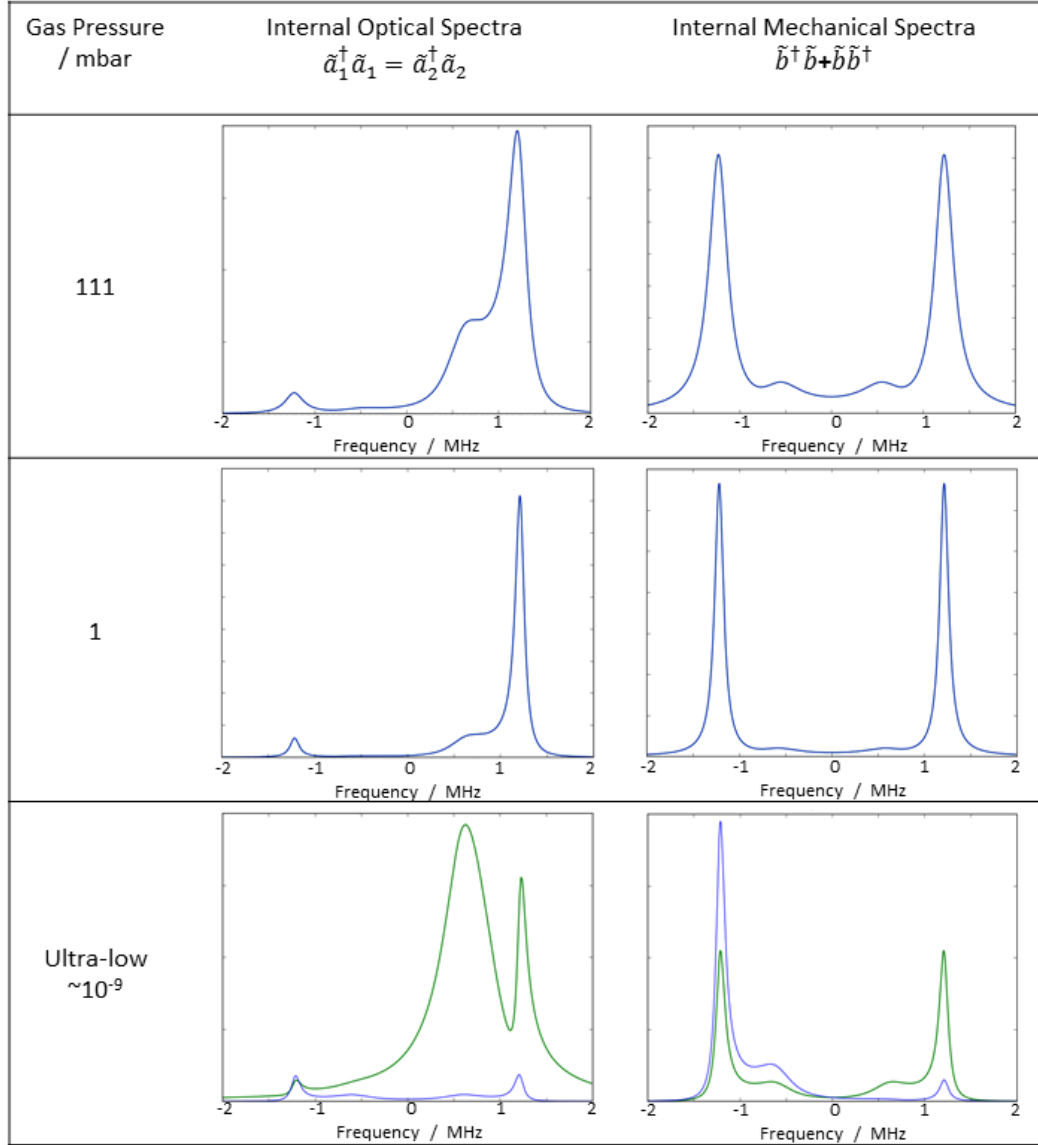 Gas Pressure
/ mbar
Internal Optical Spectra
ã₁†ã₁ = ã₂†ã₂
Internal Mechanical Spectra
b̃†b̃+b̃b̃†
111
-2 -1 0 1 2
Frequency / MHz
-2 -1 0 1 2
Frequency / MHz
1
-2 -1 0 1 2
Frequency / MHz
-2 -1 0 1 2
Frequency / MHz
Ultra-low
~10⁻⁹
-2 -1 0 1 2
Frequency / MHz
-2 -1 0 1 2
Frequency / MHz